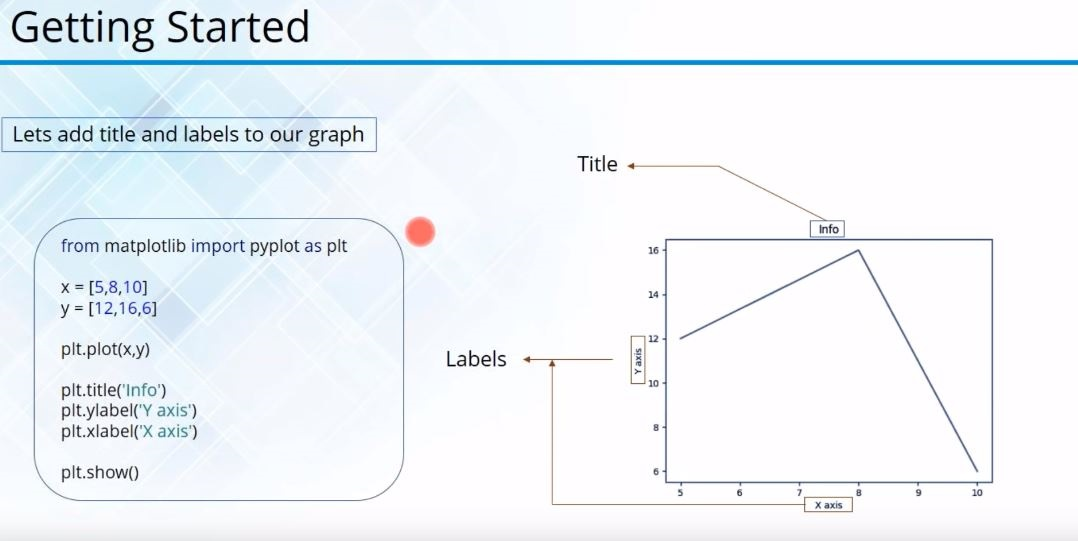 Getting Started
Lets add title and labels to our graph
from matplotlib import pyplot as plt
x = [5,8,10]
y = [12,16,6]
plt.plot(x,y)
plt.title('Info')
plt.ylabel('Y axis')
plt.xlabel('X axis')
plt.show()
Title
Labels
Info
16
14
12
10
8
6
Y axis
5 6 7 8 9 10
X axis